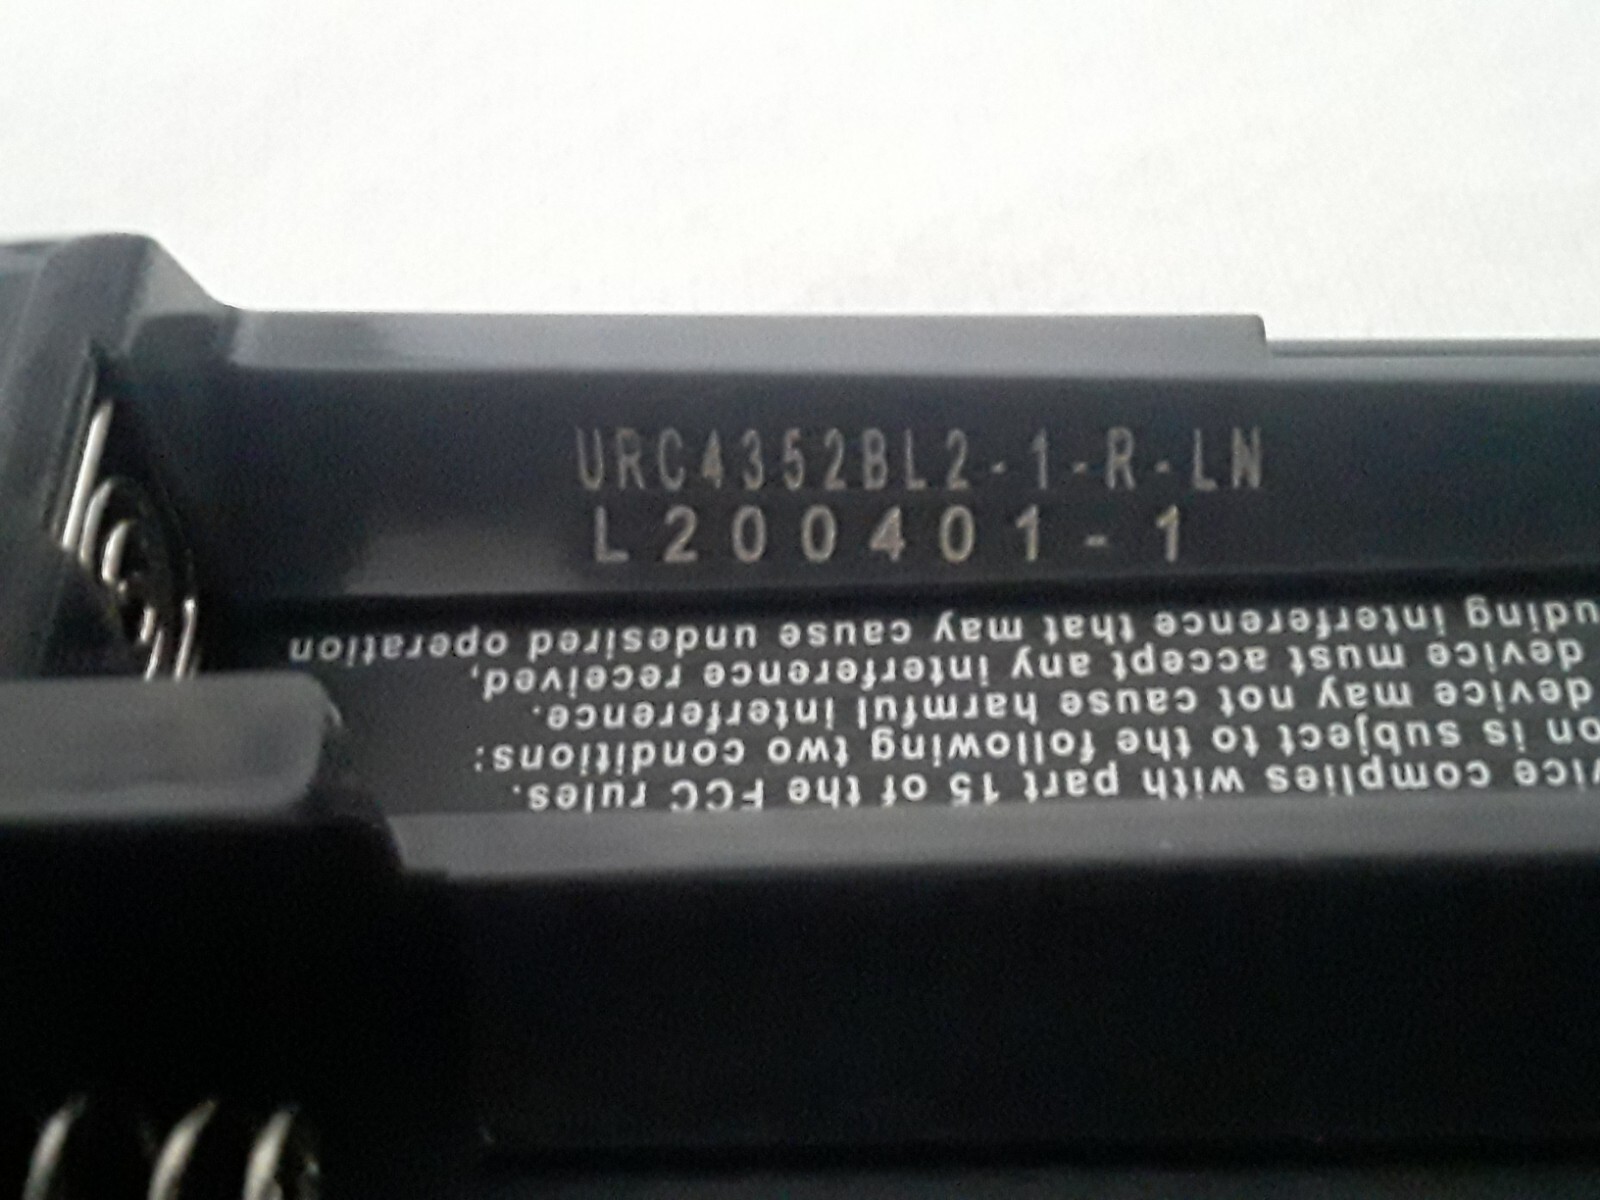 URC4352BL2-1-R-LN
L200401-1
vice complies with part 15 of the FCC rules.
on is subject to the following two conditions:
device may not cause harmful interference.
device must accept any interference received,
uding interference that may cause undesired operation